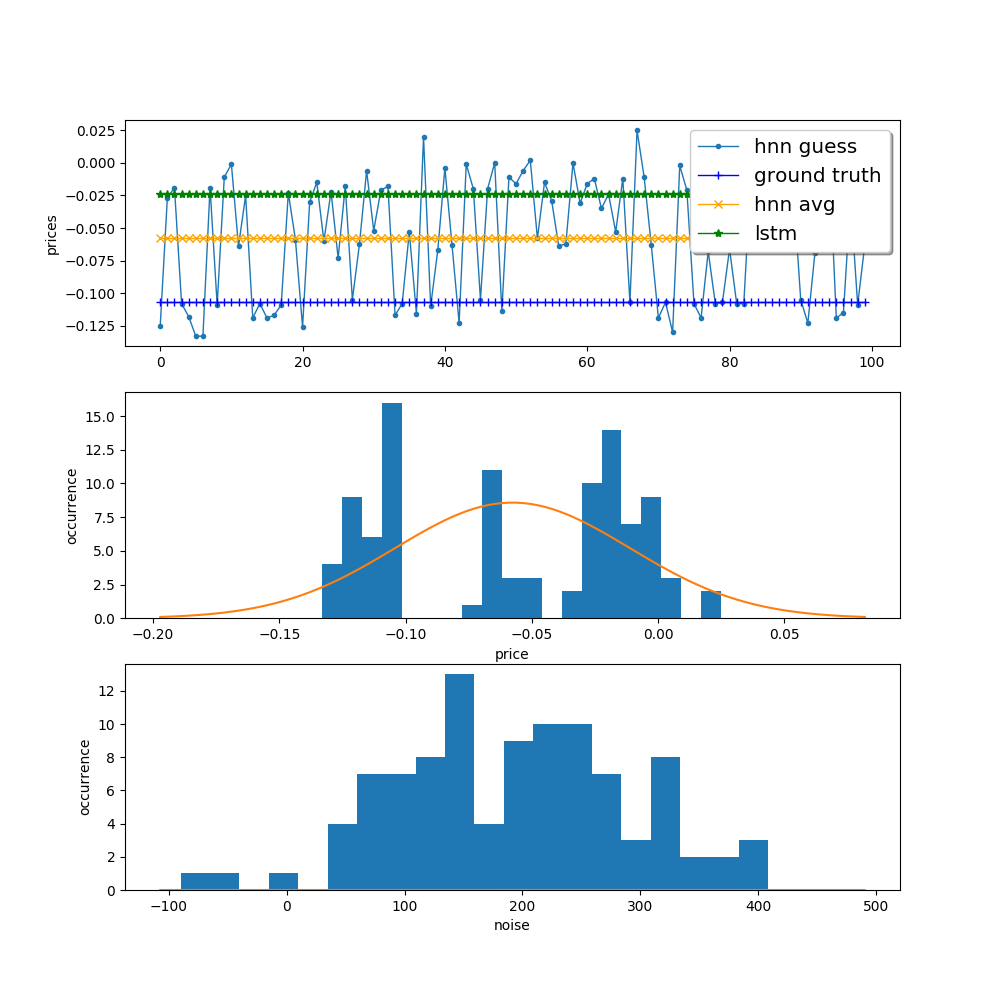 0.025
0.000
−0.025
−0.050
−0.075
−0.100
−0.125
prices
hnn guess
ground truth
hnn avg
lstm
0 20 40 60 80 100
15.0
12.5
10.0
7.5
5.0
2.5
0.0
occurrence
−0.20 −0.15 −0.10 −0.05 0.00 0.05
price
12
10
8
6
4
2
0
occurrence
−100 0 100 200 300 400 500
noise